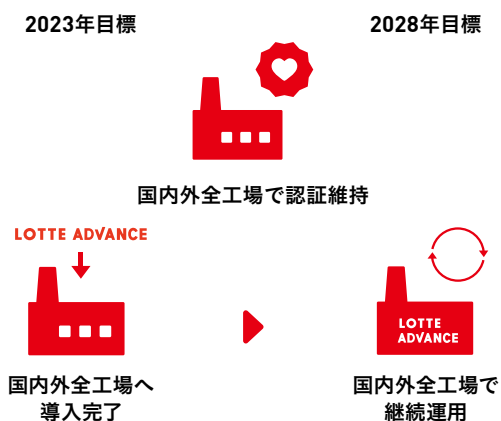 2023年目標
2028年目標
国内外全工場で認証維持
LOTTE ADVANCE
国内外全工場へ
導入完了
LOTTE
ADVANCE
国内外全工場で
継続運用